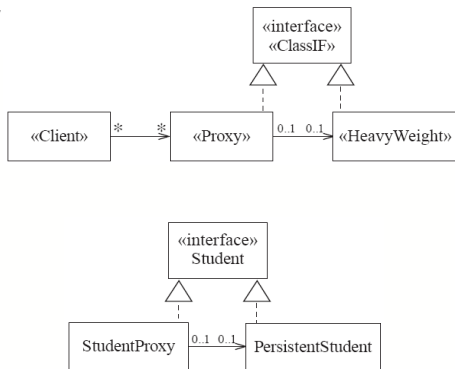 «interface»
«ClassIF»
«Client»
*
*
«Proxy»
0..1
0..1
«HeavyWeight»
«interface»
Student
StudentProxy
0..1
0..1
PersistentStudent